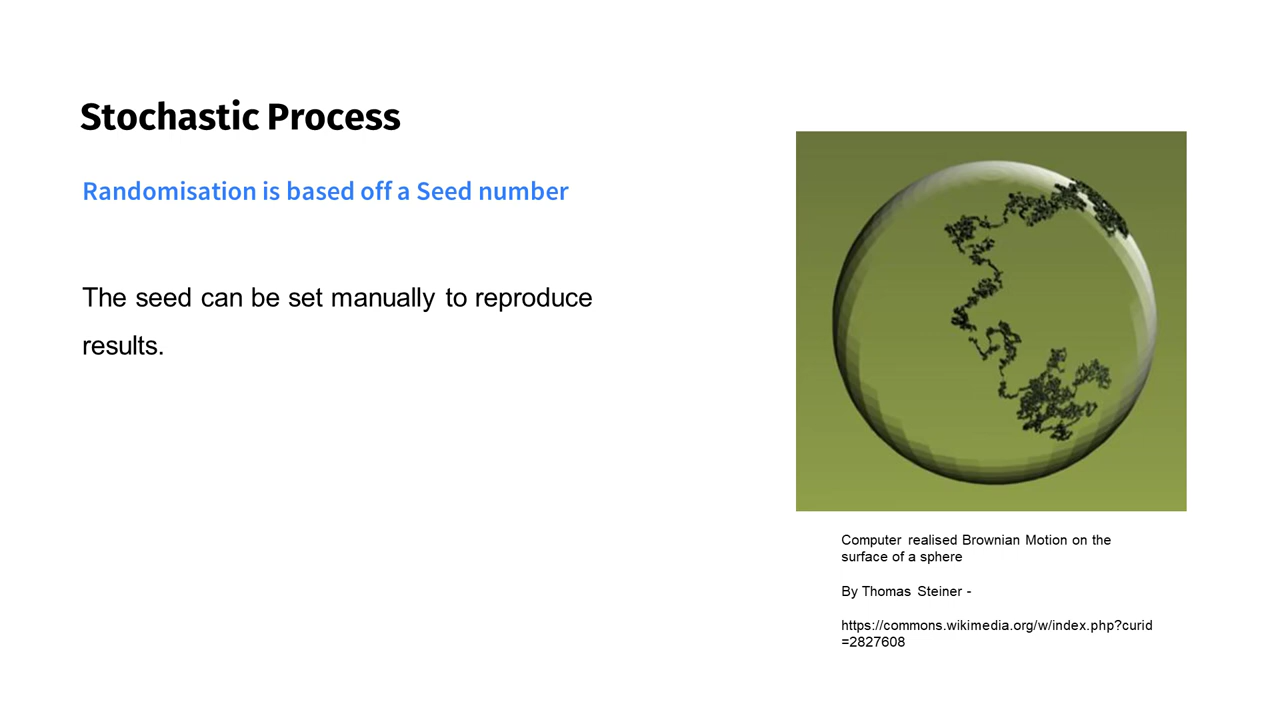 Stochastic Process
Randomisation is based off a Seed number
The seed can be set manually to reproduce
results.
Computer realised Brownian Motion on the
surface of a sphere
By Thomas Steiner -
https://commons.wikimedia.org/w/index.php?curid
=2827608